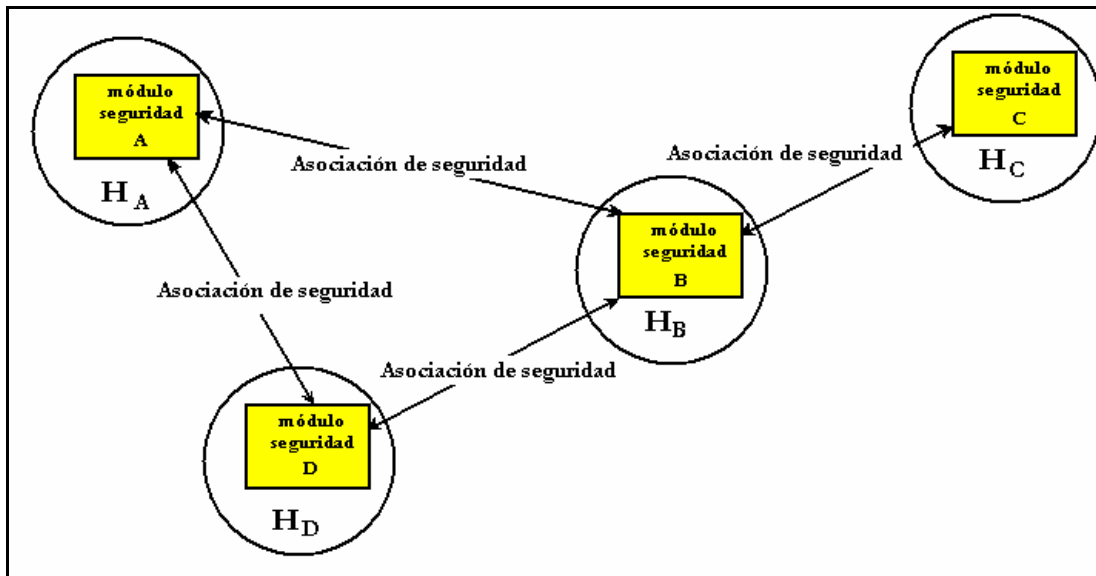 módulo
seguridad
A
H A
módulo
seguridad
C
H C
Asociación de seguridad
Asociación de seguridad
módulo
seguridad
B
H B
Asociación de seguridad
Asociación de seguridad
módulo
seguridad
D
H D